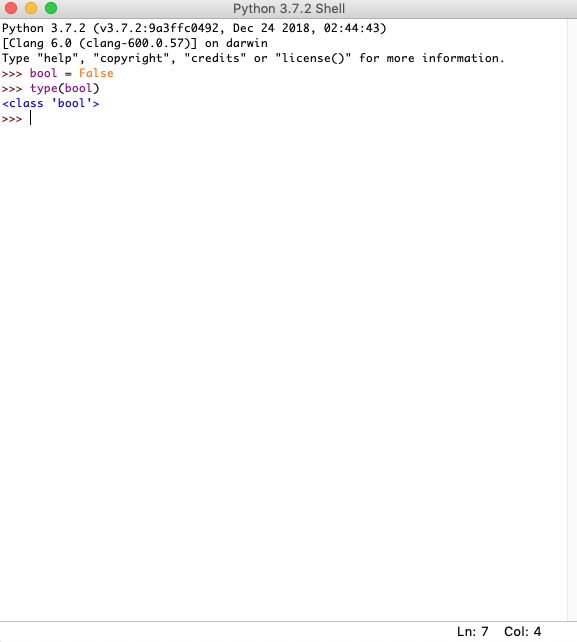 Python 3.7.2 Shell
Python 3.7.2 (v3.7.2:9a3ffc0492, Dec 24 2018, 02:44:43)
[Clang 6.0 (clang-600.0.57)] on darwin
Type "help", "copyright", "credits" or "license()" for more information.
>>> bool = False
>>> type(bool)
<class 'bool'>
>>>
Ln: 7 Col: 4